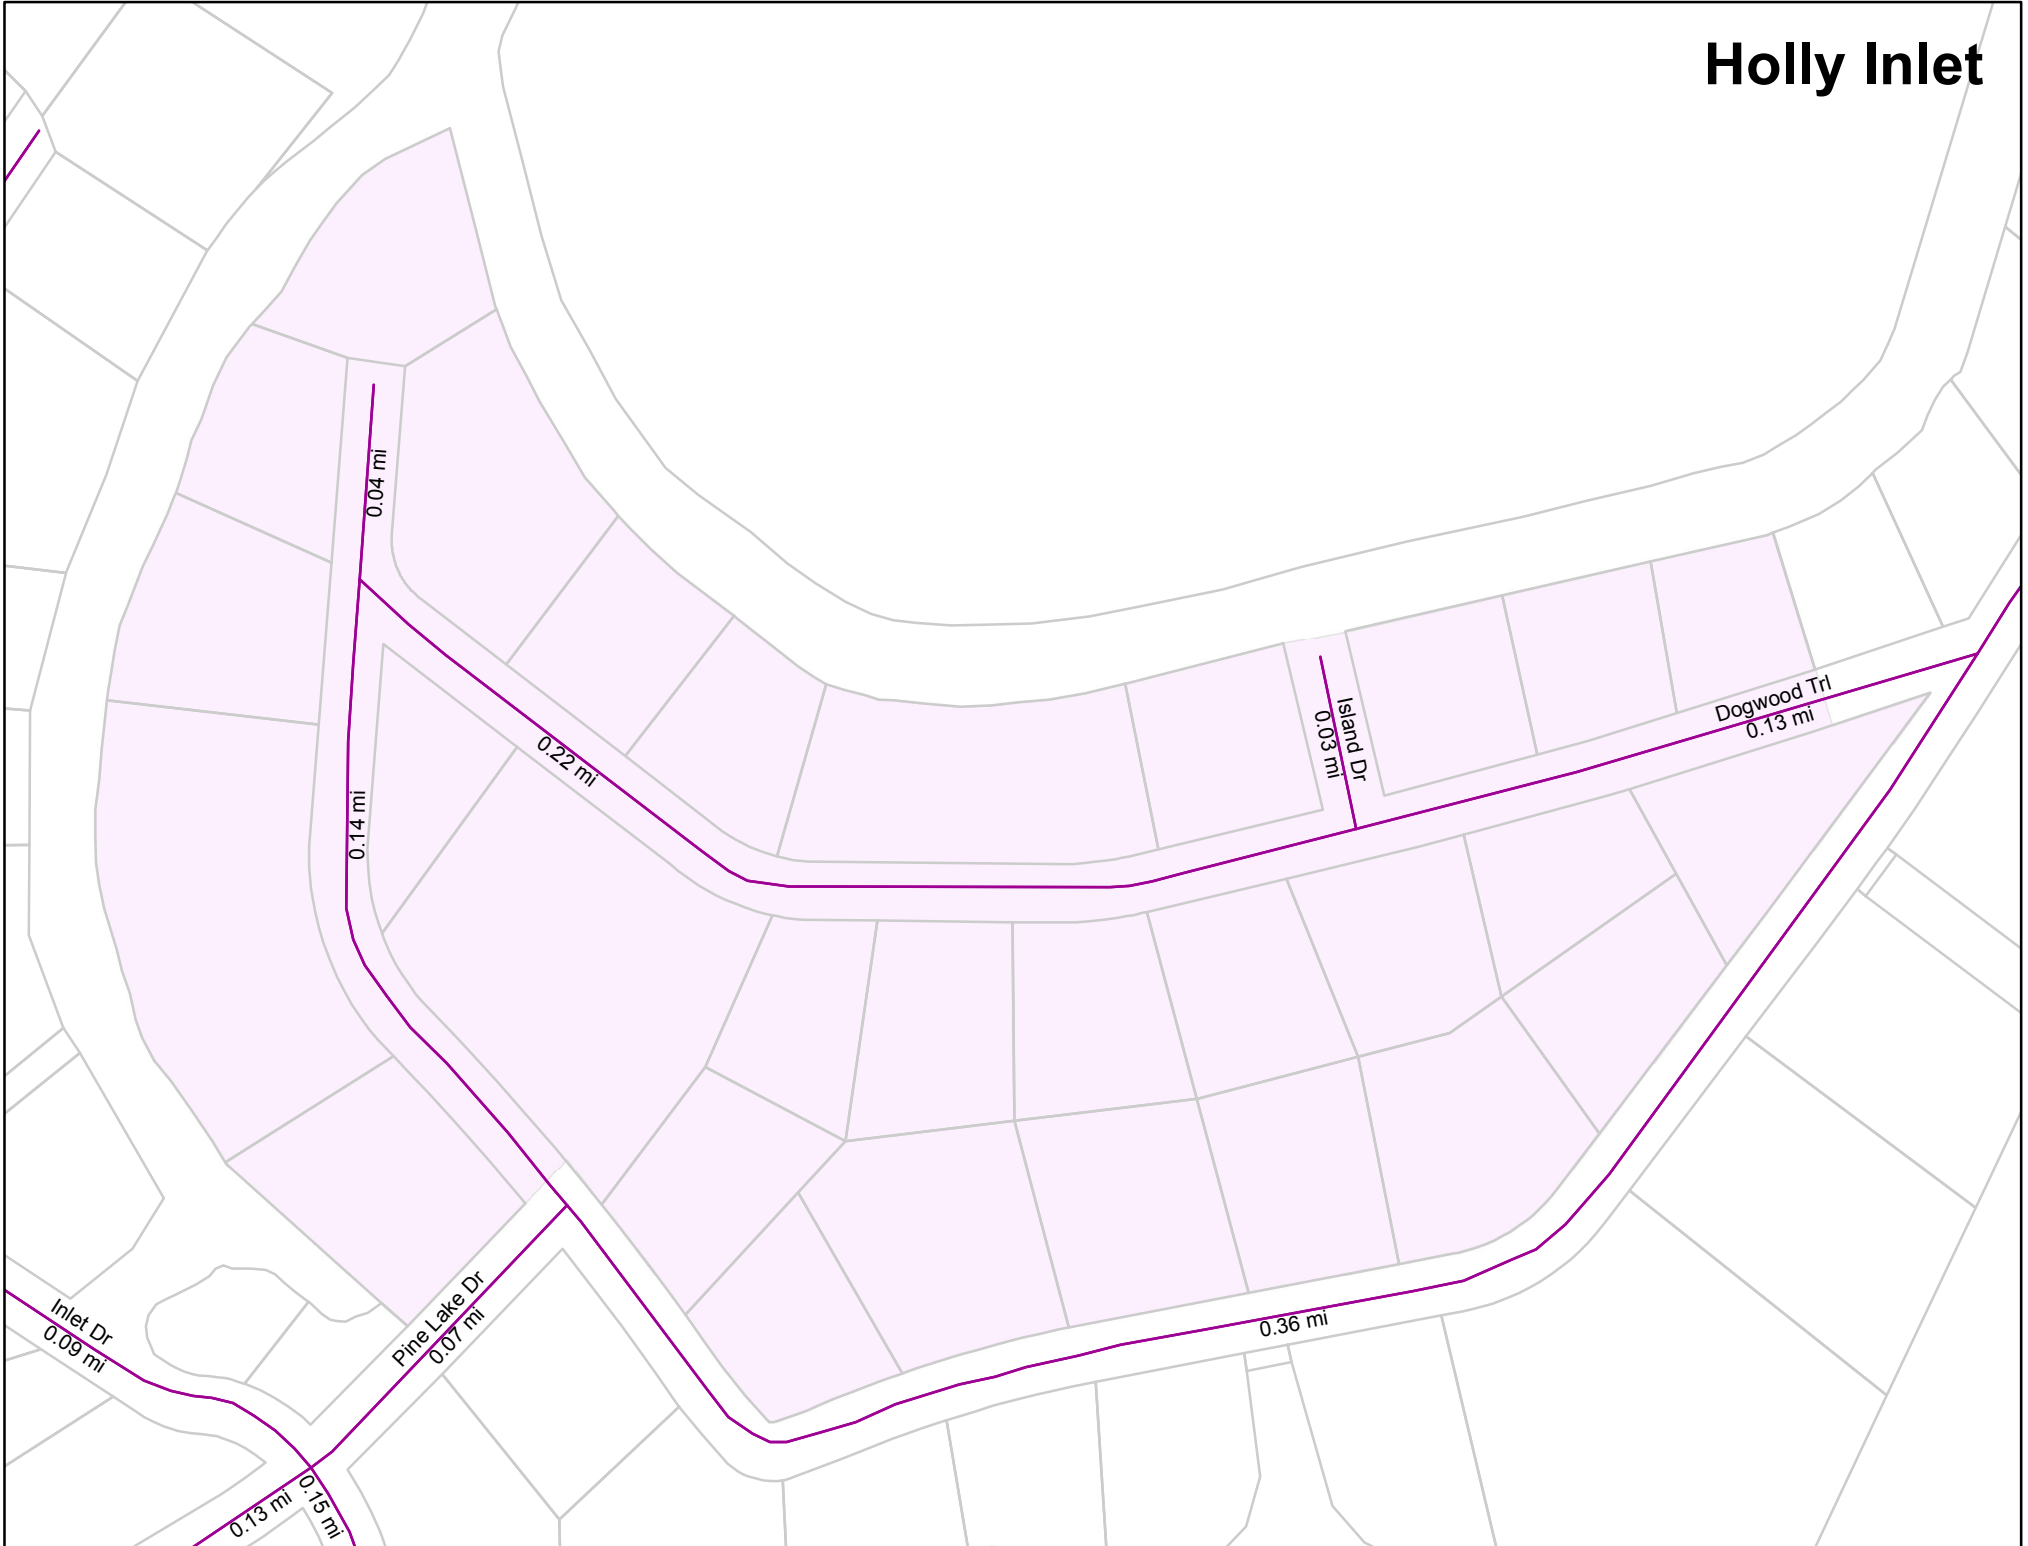 Holly Inlet
0.04 mi
0.22 mi
0.14 mi
Island Dr
0.03 mi
Dogwood Trl
0.13 mi
Pine Lake Dr
0.07 mi
0.36 mi
Inlet Dr
0.09 mi
0.13 mi
0.15 mi